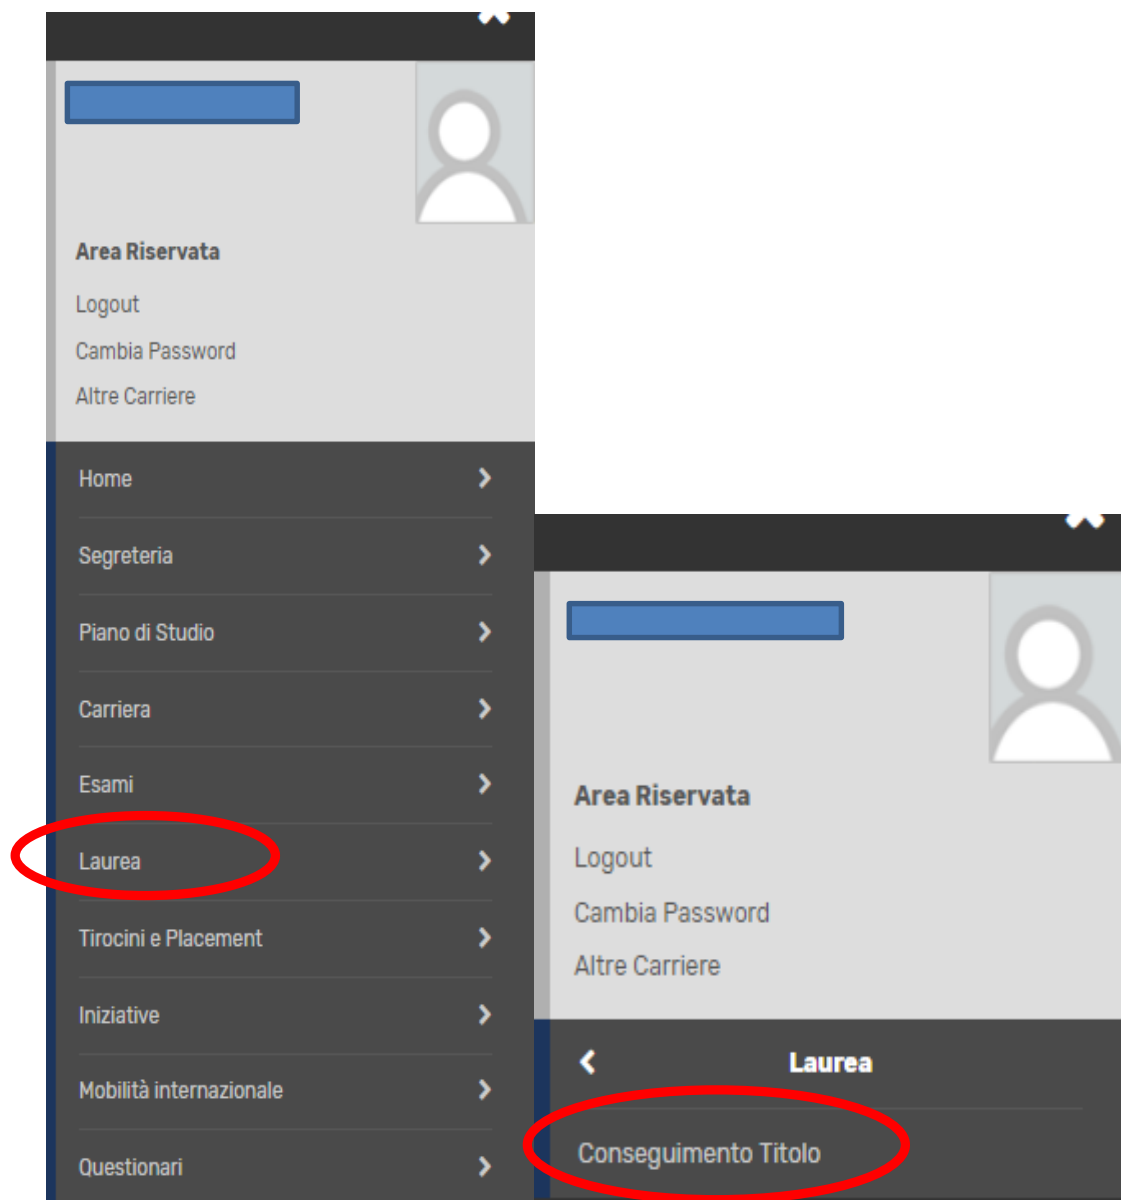 Area Riservata
Logout
Cambia Password
Altre Carriere
Home
Segreteria
Piano di Studio
Carriera
Esami
Laurea
Tirocini e Placement
Iniziative
Mobilità internazionale
Questionari
Area Riservata
Logout
Cambia Password
Altre Carriere
Laurea
Conseguimento Titolo